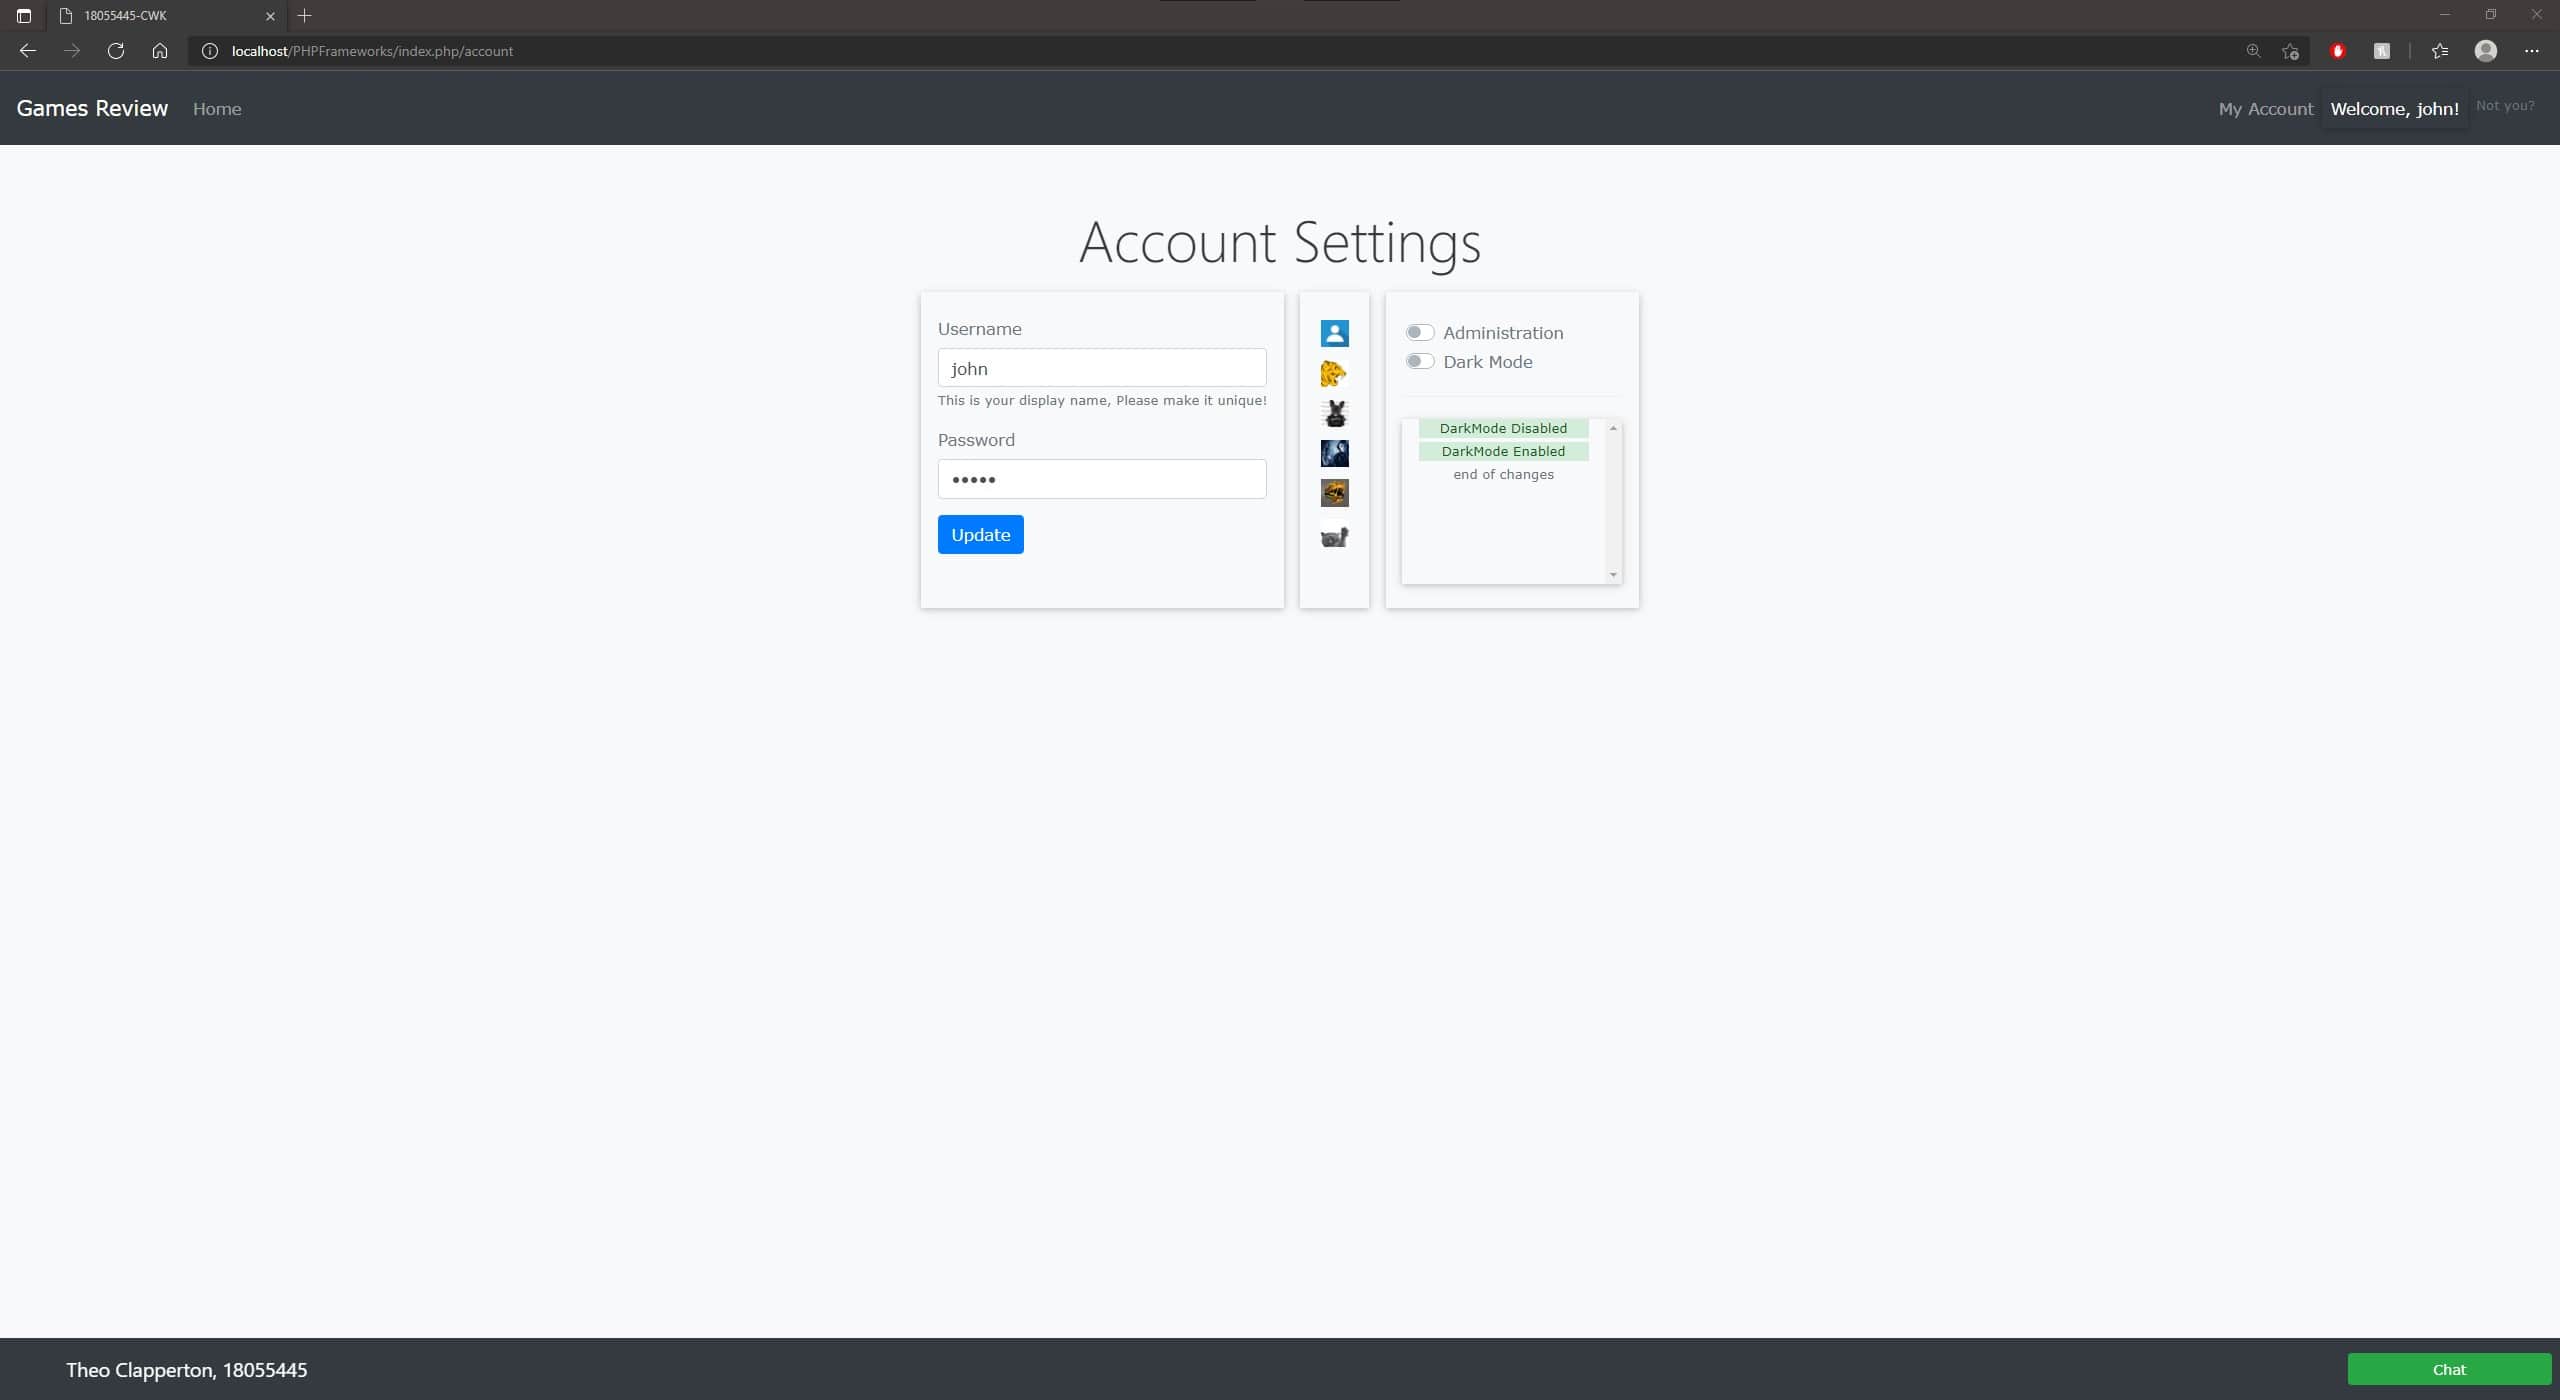 18055445-CWK
localhost/PHPFrameworks/index.php/account
Games Review Home My Account Welcome, john! Not you?
Account Settings
Username
john
This is your display name, Please make it unique!
Password
•••••
Update
Administration
Dark Mode
DarkMode Disabled
DarkMode Enabled
end of changes
Theo Clapperton, 18055445
Chat